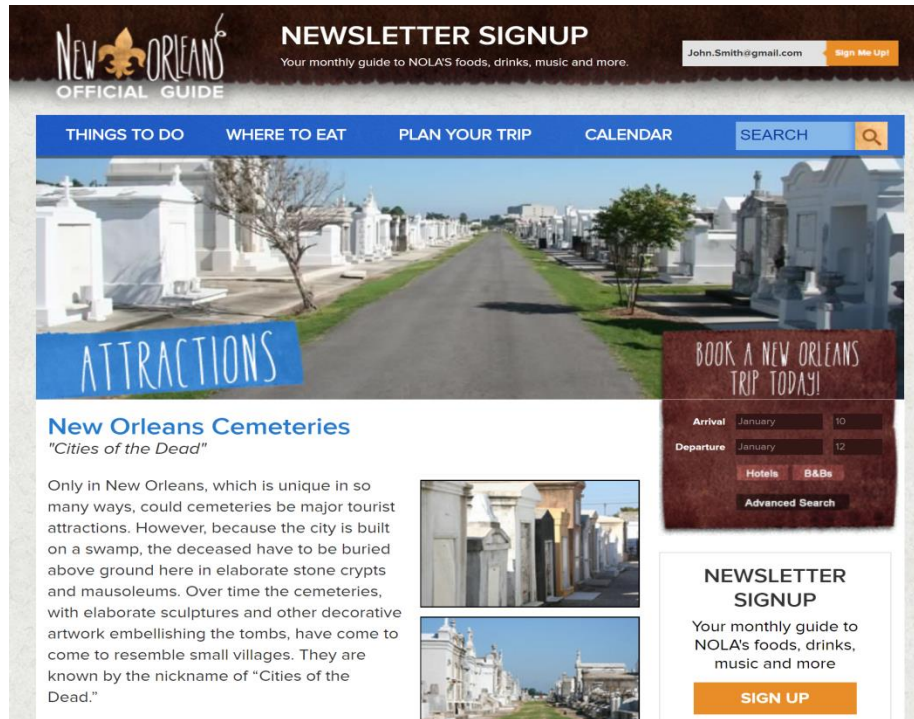 NEW ORLEANS
OFFICIAL GUIDE
NEWSLETTER SIGNUP
Your monthly guide to NOLA'S foods, drinks, music and more.
John.Smith@gmail.com
Sign Me Up!
THINGS TO DO
WHERE TO EAT
PLAN YOUR TRIP
CALENDAR
SEARCH
ATTRACTIONS
BOOK A NEW ORLEANS
TRIP TODAY!
Arrival January 10
Departure January 12
Hotels B&Bs
Advanced Search
New Orleans Cemeteries
"Cities of the Dead"
Only in New Orleans, which is unique in so
many ways, could cemeteries be major tourist
attractions. However, because the city is built
on a swamp, the deceased have to be buried
above ground here in elaborate stone crypts
and mausoleums. Over time the cemeteries,
with elaborate sculptures and other decorative
artwork embellishing the tombs, have come to
come to resemble small villages. They are
known by the nickname of “Cities of the
Dead.”
NEWSLETTER
SIGNUP
Your monthly guide to
NOLA's foods, drinks,
music and more
SIGN UP